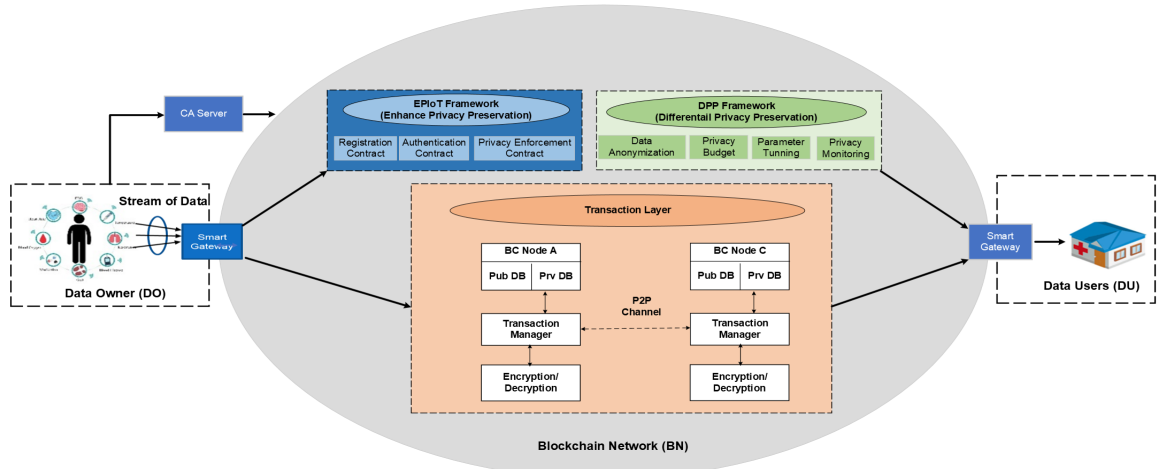 EPIoT Framework
(Enhance Privacy Preservation)
Registration
Contract
Authentication
Contract
Privacy Enforcement
Contract
DPP Framework
(Differentail Privacy Preservation)
Data
Anonymization
Privacy
Budget
Parameter
Tunning
Privacy
Monitoring
CA Server
Stream of Data
Smart
Gateway
Data Owner (DO)
Transaction Layer
BC Node A
Pub DB
Prv DB
Transaction
Manager
Encryption/
Decryption
P2P
Channel
BC Node C
Pub DB
Prv DB
Transaction
Manager
Encryption/
Decryption
Smart
Gateway
Data Users (DU)
Blockchain Network (BN)